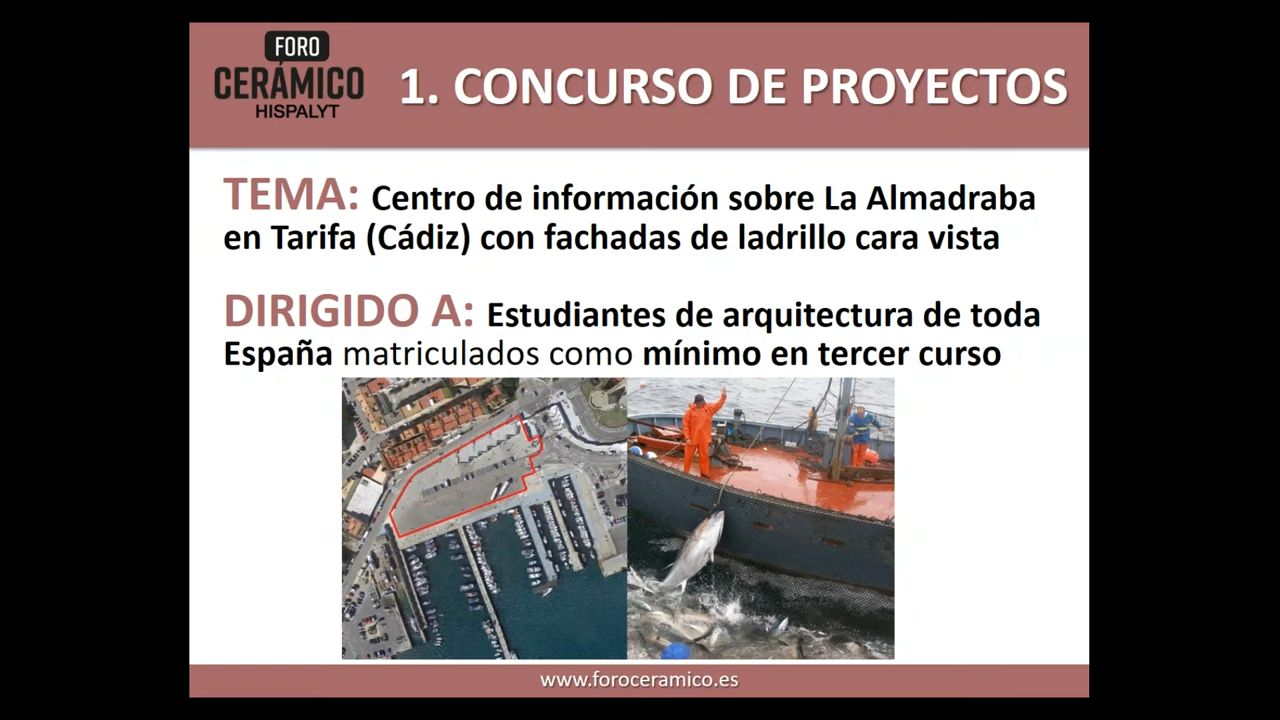 FORO
CERÁMICO
HISPALYT
1. CONCURSO DE PROYECTOS
TEMA: Centro de información sobre La Almadraba
en Tarifa (Cádiz) con fachadas de ladrillo cara vista
DIRIGIDO A: Estudiantes de arquitectura de toda
España matriculados como mínimo en tercer curso
www.foroceramico.es